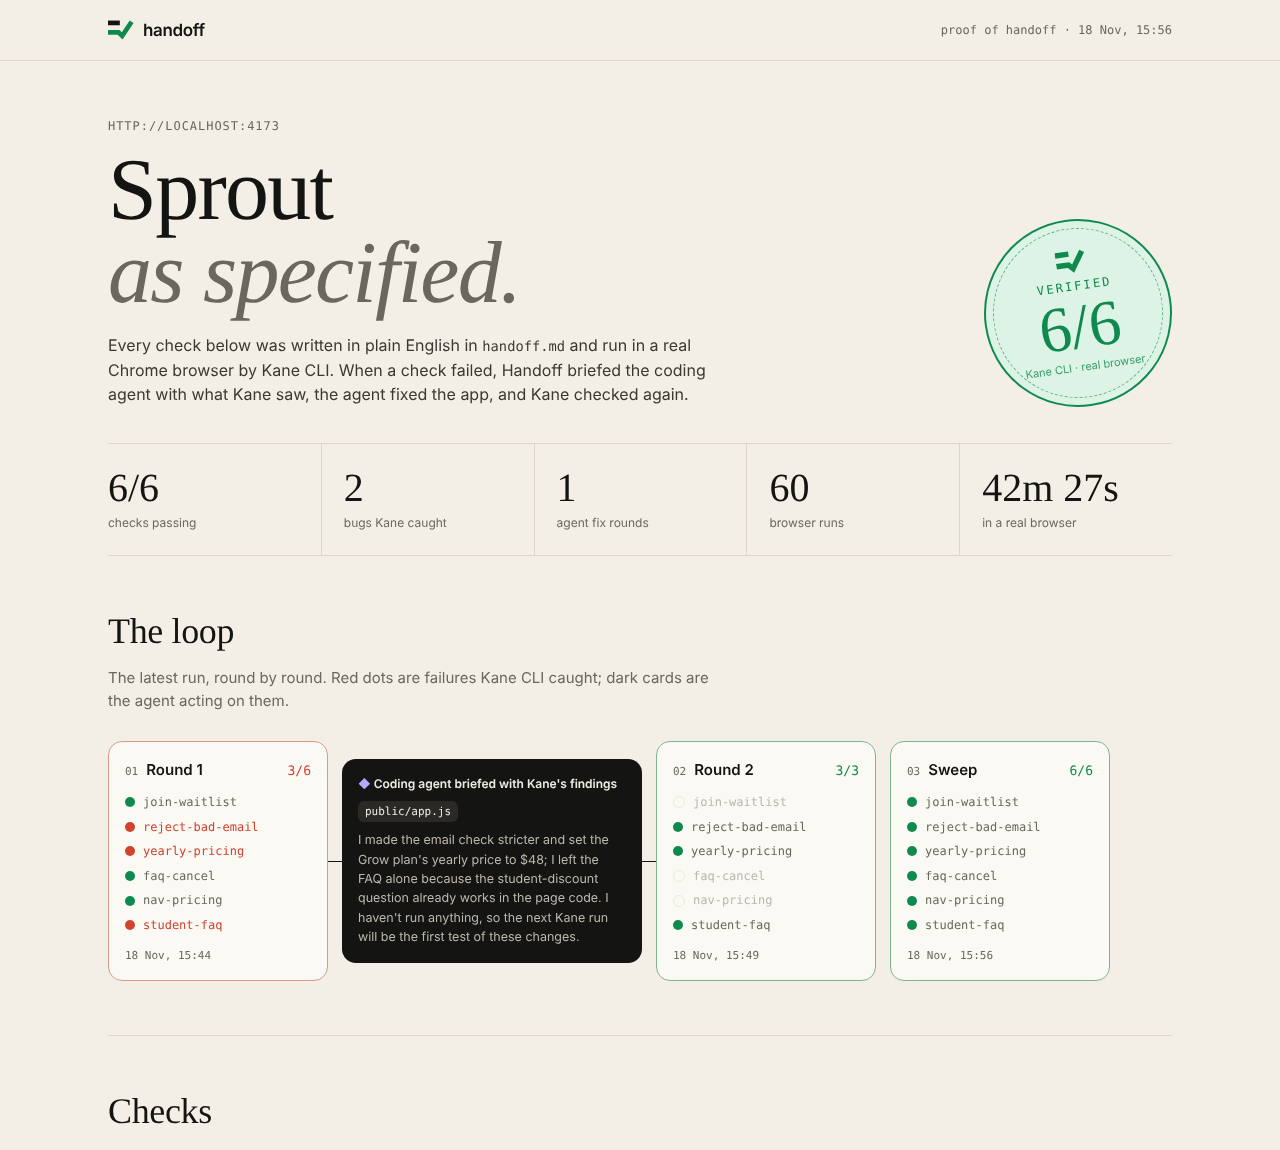 handoff
proof of handoff · 18 Nov, 15:56
HTTP://LOCALHOST:4173
Sprout
as specified.
Every check below was written in plain English in handoff.md and run in a real
Chrome browser by Kane CLI. When a check failed, Handoff briefed the coding
agent with what Kane saw, the agent fixed the app, and Kane checked again.
VERIFIED
6/6
Kane CLI · real browser
6/6
checks passing
2
bugs Kane caught
1
agent fix rounds
60
browser runs
42m 27s
in a real browser
The loop
The latest run, round by round. Red dots are failures Kane CLI caught; dark cards are
the agent acting on them.
01 Round 1 3/6
join-waitlist
reject-bad-email
yearly-pricing
faq-cancel
nav-pricing
student-faq
18 Nov, 15:44
Coding agent briefed with Kane's findings
public/app.js
I made the email check stricter and set the
Grow plan's yearly price to $48; I left the
FAQ alone because the student-discount
question already works in the page code. I
haven't run anything, so the next Kane run
will be the first test of these changes.
02 Round 2 3/3
join-waitlist
reject-bad-email
yearly-pricing
faq-cancel
nav-pricing
student-faq
18 Nov, 15:49
03 Sweep 6/6
join-waitlist
reject-bad-email
yearly-pricing
faq-cancel
nav-pricing
student-faq
18 Nov, 15:56
Checks